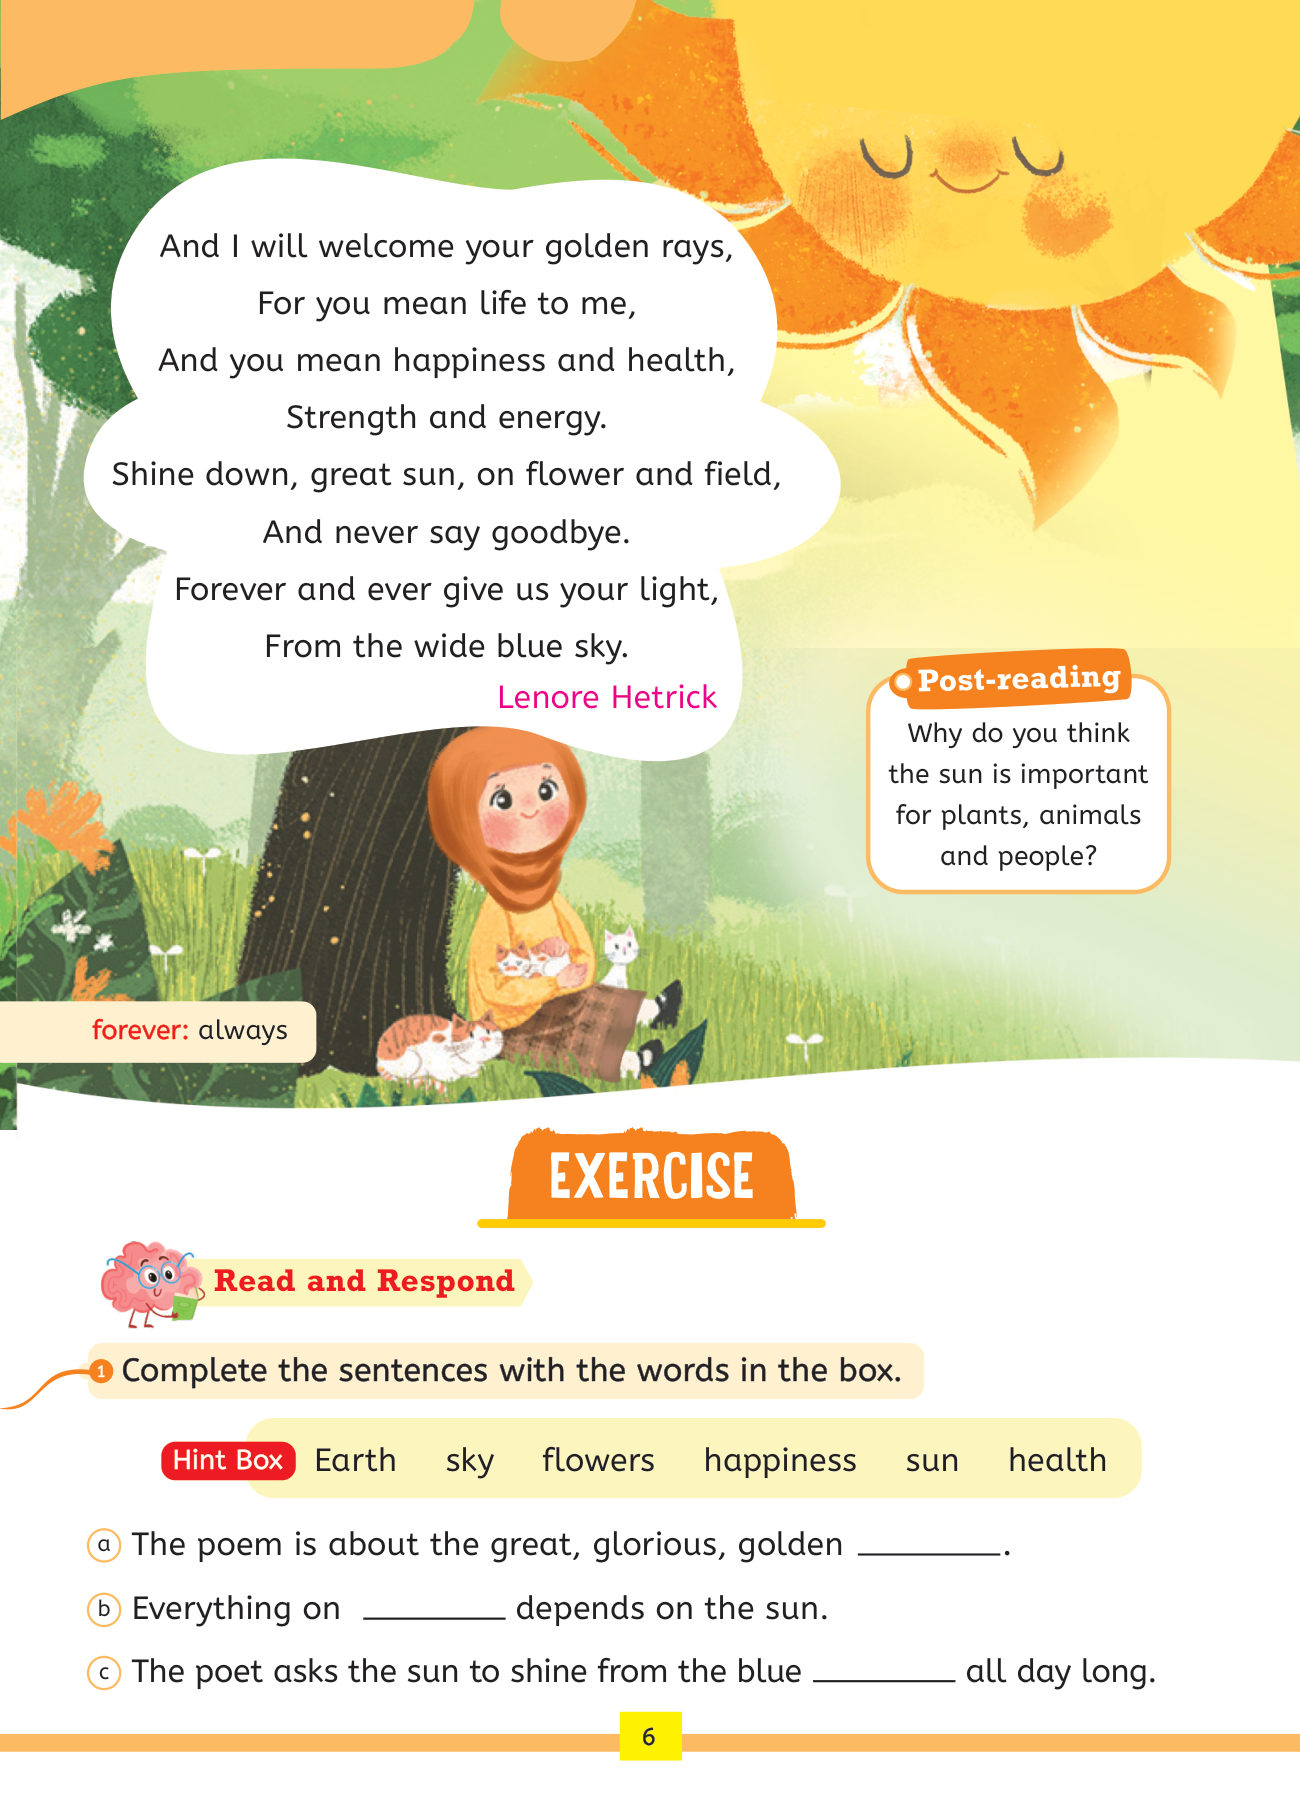 And I will welcome your golden rays,
For you mean life to me,
And you mean happiness and health,
Strength and energy.
Shine down, great sun, on flower and field,
And never say goodbye.
Forever and ever give us your light,
From the wide blue sky.
Lenore Hetrick
Post-reading
Why do you think
the sun is important
for plants, animals
and people?
forever: always
EXERCISE
Read and Respond
1 Complete the sentences with the words in the box.
Hint Box Earth sky flowers happiness sun health
a The poem is about the great, glorious, golden _________.
b Everything on _________ depends on the sun.
c The poet asks the sun to shine from the blue _________ all day long.
6